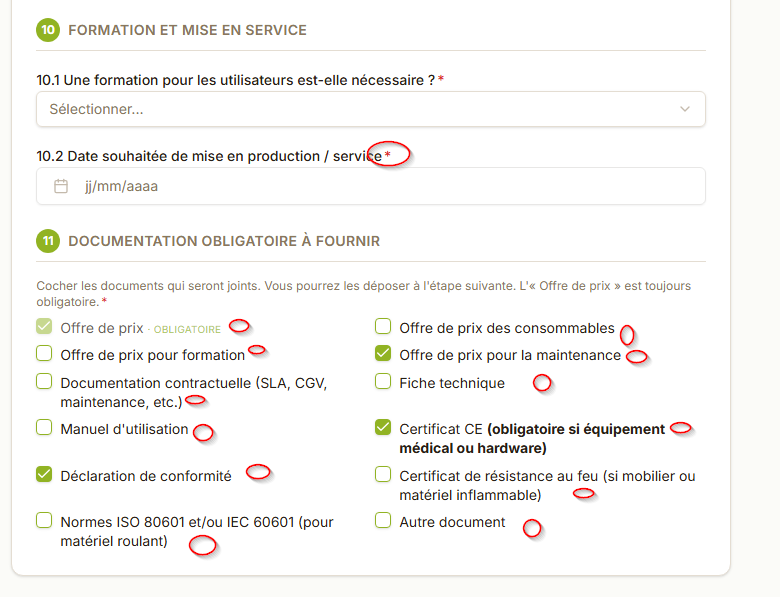 10 FORMATION ET MISE EN SERVICE
10.1 Une formation pour les utilisateurs est-elle nécessaire ? *
Sélectionner...
10.2 Date souhaitée de mise en production / service *
jj/mm/aaaa
11 DOCUMENTATION OBLIGATOIRE À FOURNIR
Cocher les documents qui seront joints. Vous pourrez les déposer à l'étape suivante. L'« Offre de prix » est toujours
obligatoire. *
Offre de prix · OBLIGATOIRE
Offre de prix des consommables
Offre de prix pour formation
Offre de prix pour la maintenance
Documentation contractuelle (SLA, CGV,
maintenance, etc.)
Fiche technique
Manuel d'utilisation
Certificat CE (obligatoire si équipement
médical ou hardware)
Déclaration de conformité
Certificat de résistance au feu (si mobilier ou
matériel inflammable)
Normes ISO 80601 et/ou IEC 60601 (pour
matériel roulant)
Autre document